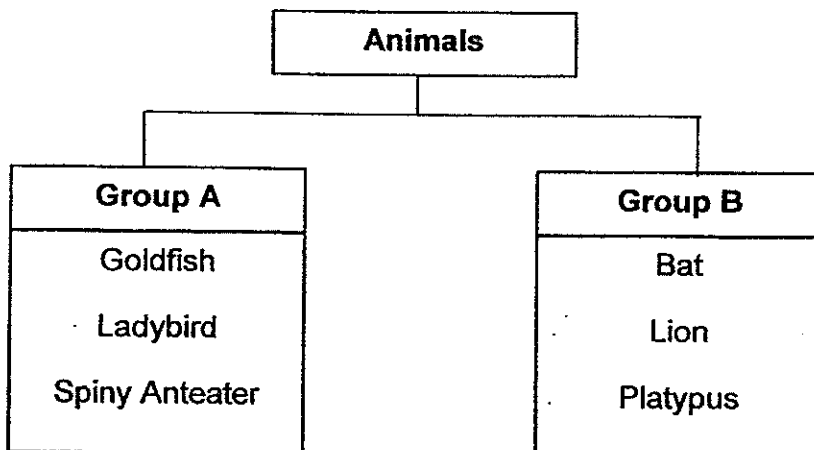 Animals
Group A
Goldfish
Ladybird
Spiny Anteater
Group B
Bat
Lion
Platypus